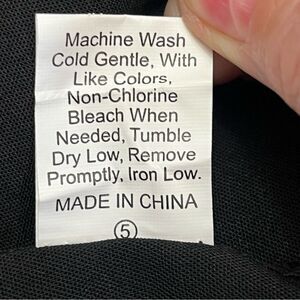 Machine Wash
Cold Gentle, With
Like Colors,
Non-Chlorine
Bleach When
Needed, Tumble
Dry Low, Remove
Promptly, Iron Low.
MADE IN CHINA
5